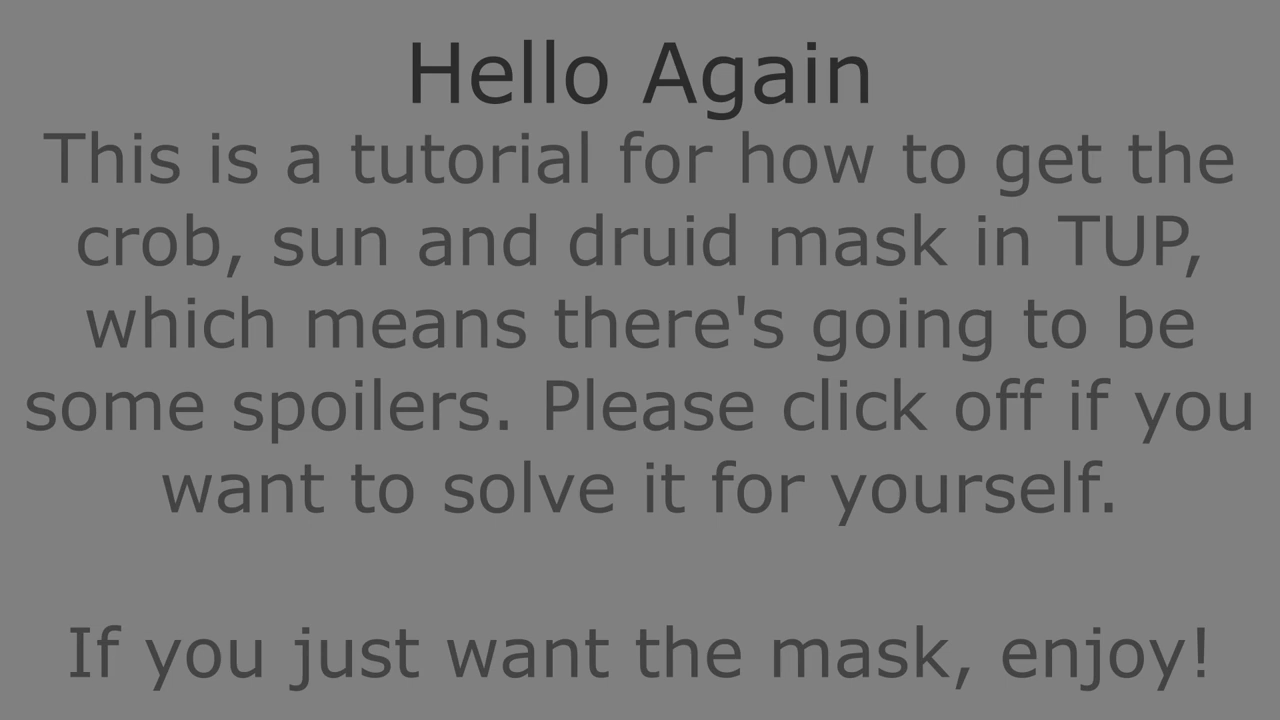 Hello Again
This is a tutorial for how to get the
crob, sun and druid mask in TUP,
which means there's going to be
some spoilers. Please click off if you
want to solve it for yourself.
If you just want the mask, enjoy!